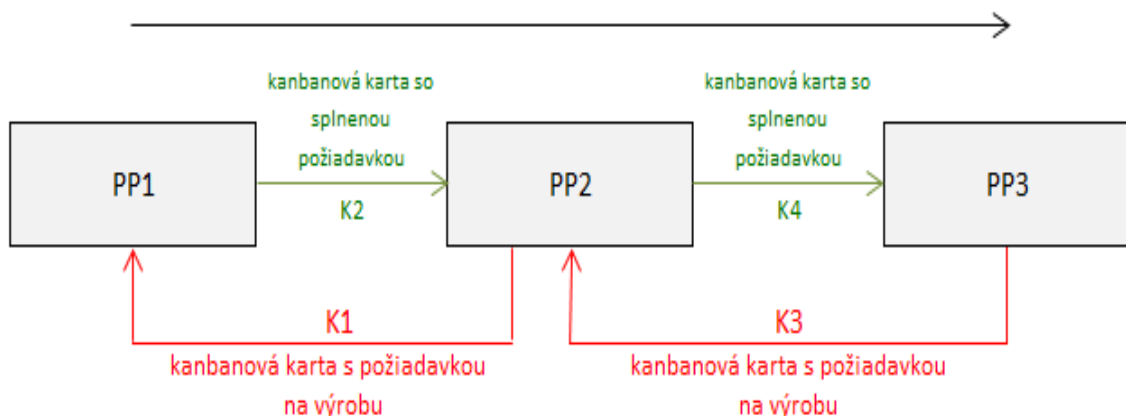 kanbanová karta so
splnenou
požiadavkou
kanbanová karta so
splnenou
požiadavkou
PP1
PP2
PP3
K2
K4
K1
kanbanová karta s požiadavkou
na výrobu
K3
kanbanová karta s požiadavkou
na výrobu